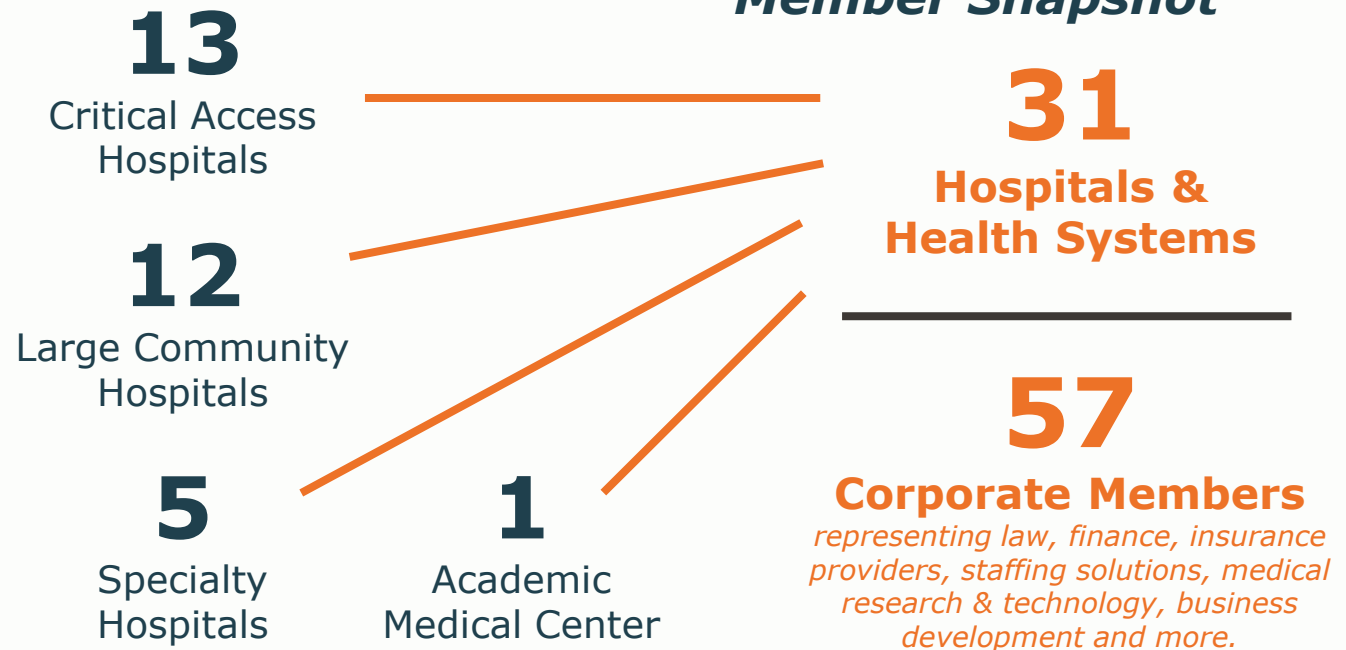 Member Snapshot
13
Critical Access
Hospitals
12
Large Community
Hospitals
5
Specialty
Hospitals
1
Academic
Medical Center
31
Hospitals &
Health Systems
57
Corporate Members
representing law, finance, insurance
providers, staffing solutions, medical
research & technology, business
development and more.